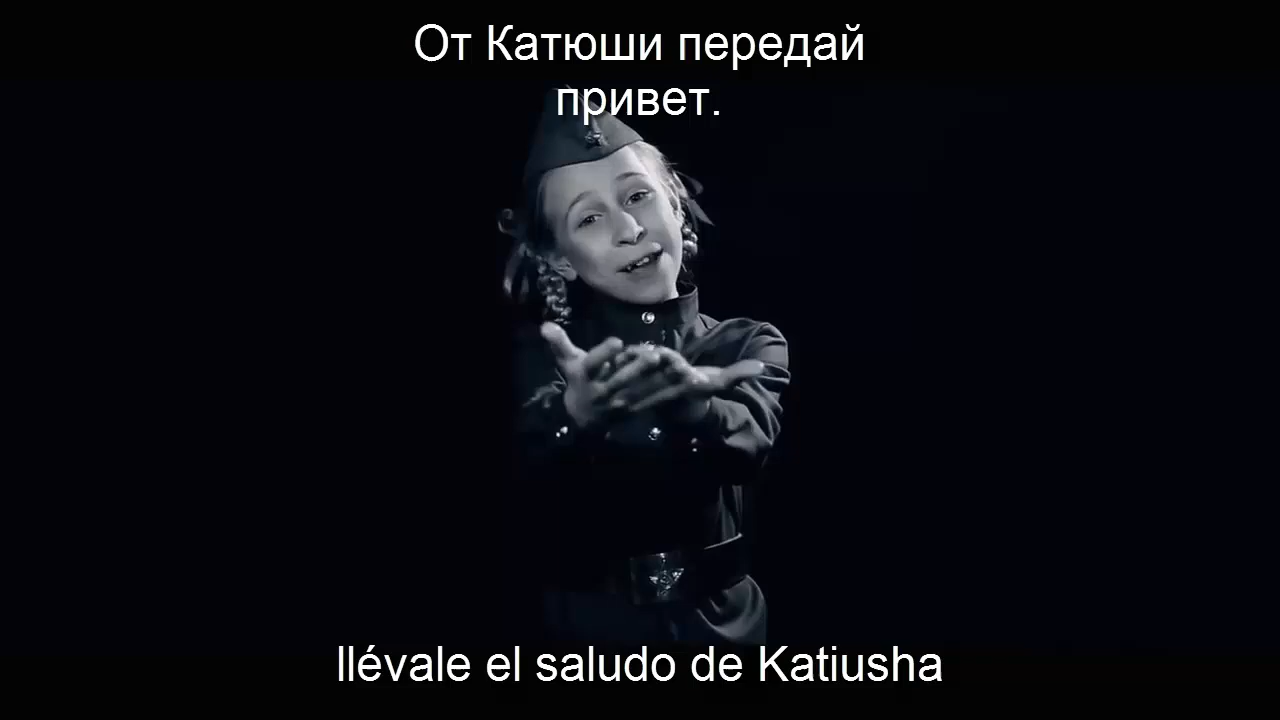 От Катюши передай
привет.
llévale el saludo de Katiusha